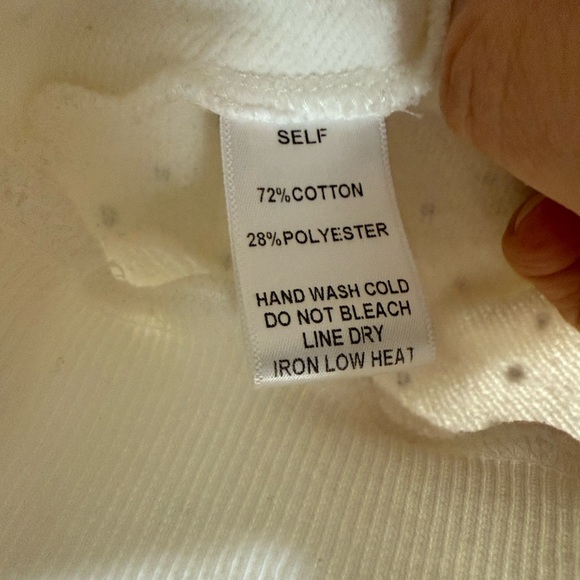 SELF
72%COTTON
28%POLYESTER
HAND WASH COLD
DO NOT BLEACH
LINE DRY
IRON LOW HEAT